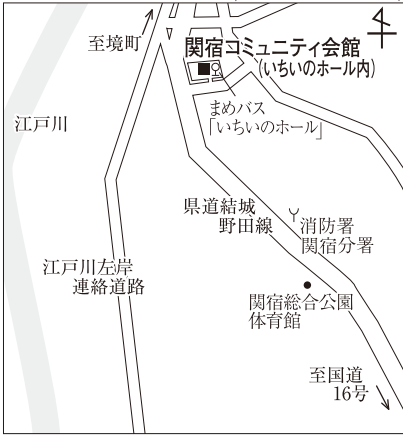 至境町
関宿コミュニティ会館
(いちいのホール内)
まめバス
「いちいのホール」
江戸川
県道結城
野田線
消防署
関宿分署
江戸川左岸
連絡道路
関宿総合公園
体育館
至国道
16号